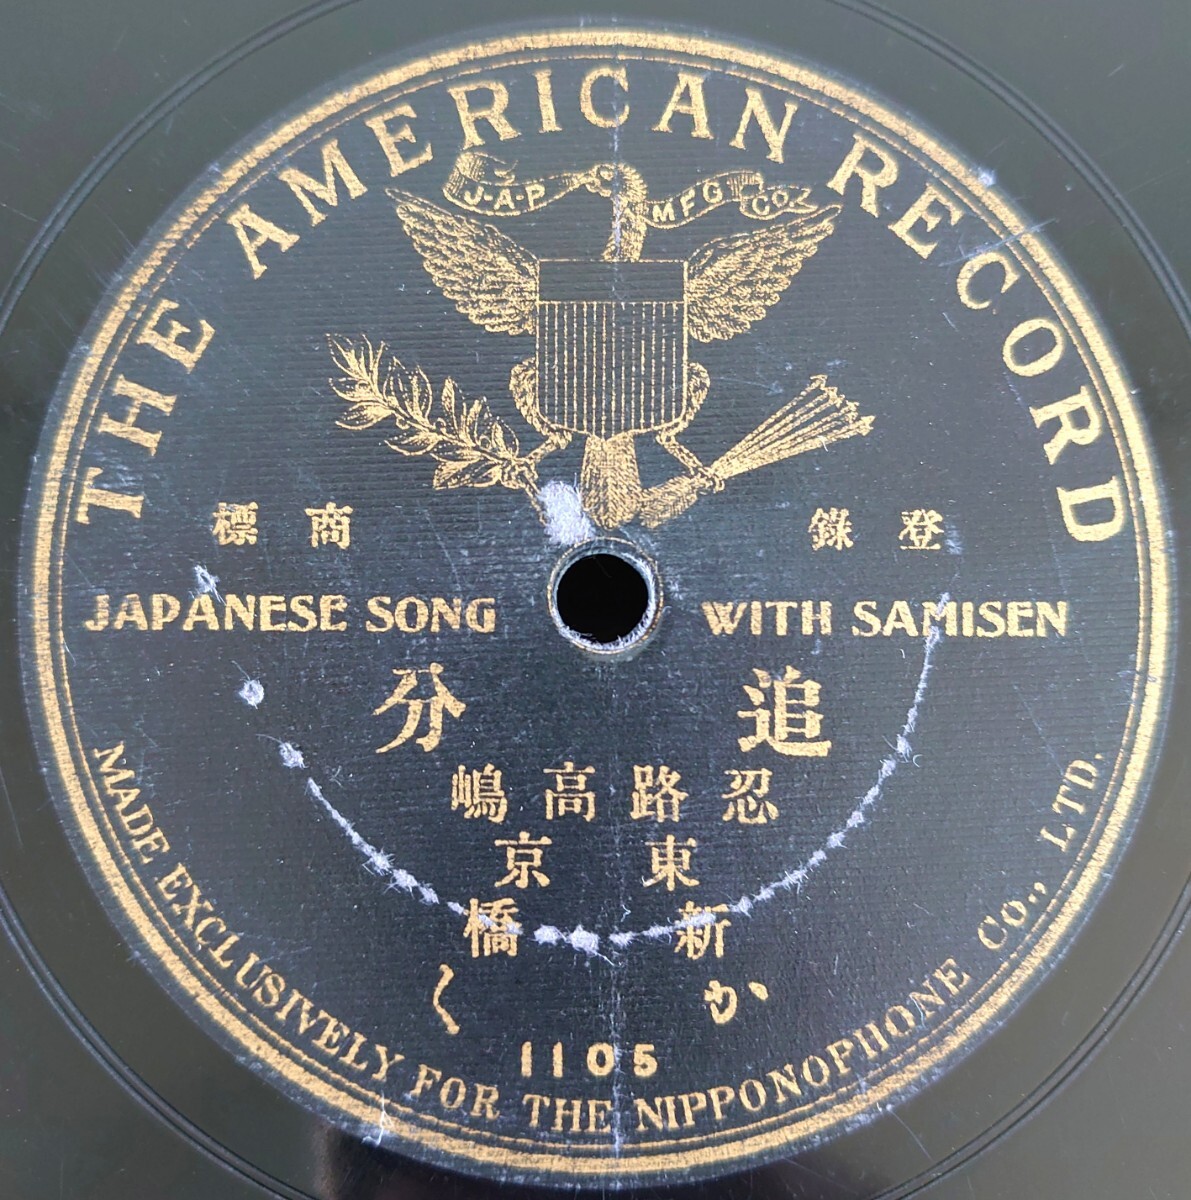 THE AMERICAN RECORD
J-A-P MFG CO.
登錄 商標
JAPANESE SONG WITH SAMISEN
追分
忍路高嶋
東京
新橋
かく
1105
MADE EXCLUSIVELY FOR THE NIPPONOPHONE Co., LTD.